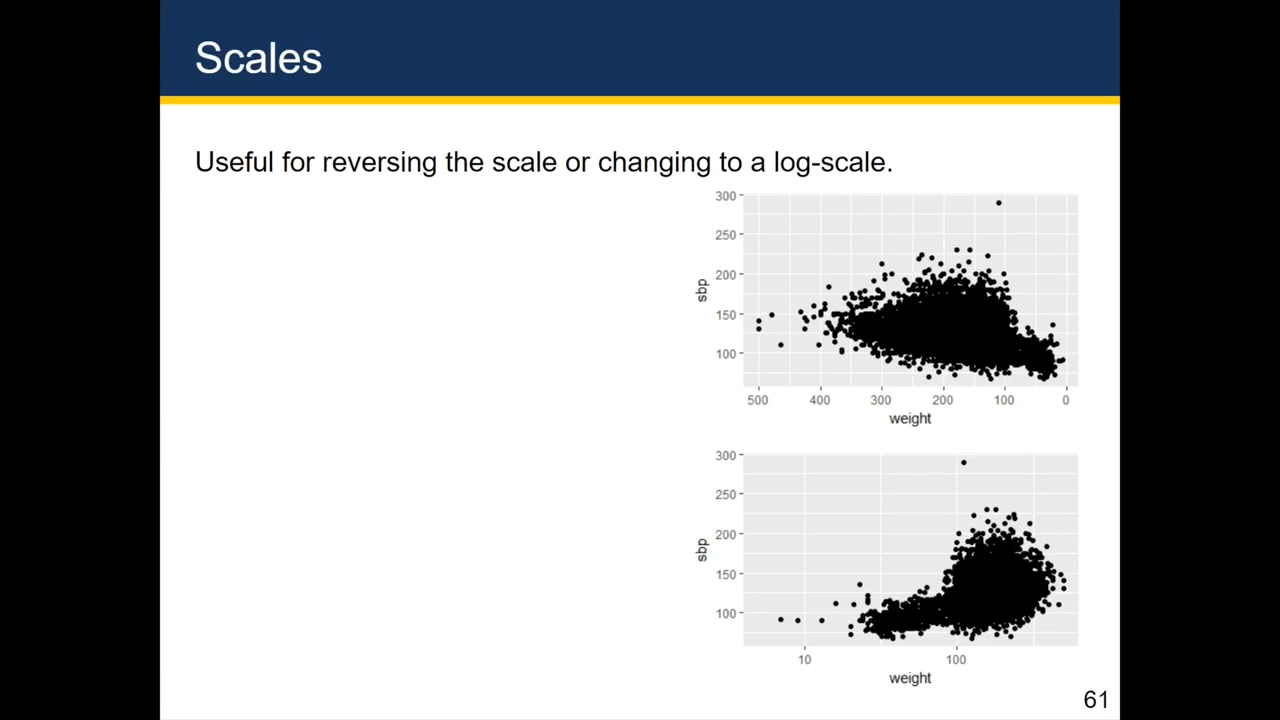 Scales
Useful for reversing the scale or changing to a log-scale.
300
250
200
150
100
sbp
500 400 300 200 100 0
weight
300
250
200
150
100
sbp
10 100
weight
61